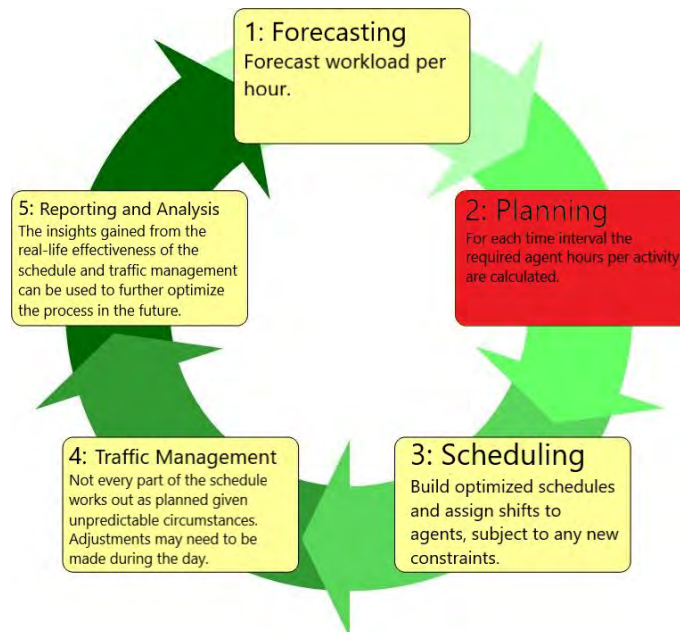 1: Forecasting
Forecast workload per
hour.
2: Planning
For each time interval the
required agent hours per activity
are calculated.
3: Scheduling
Build optimized schedules
and assign shifts to
agents, subject to any new
constraints.
4: Traffic Management
Not every part of the schedule
works out as planned given
unpredictable circumstances.
Adjustments may need to be
made during the day.
5: Reporting and Analysis
The insights gained from the
real-life effectiveness of the
schedule and traffic management
can be used to further optimize
the process in the future.